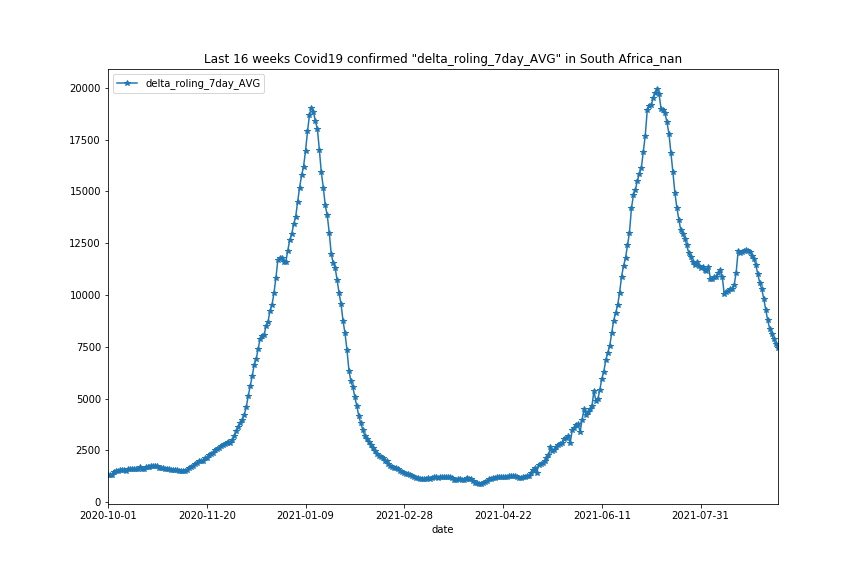 Last 16 weeks Covid19 confirmed "delta_roling_7day_AVG" in South Africa_nan
delta_roling_7day_AVG
20000
17500
15000
12500
10000
7500
5000
2500
0
2020-10-01 2020-11-20 2021-01-09 2021-02-28 2021-04-22 2021-06-11 2021-07-31
date